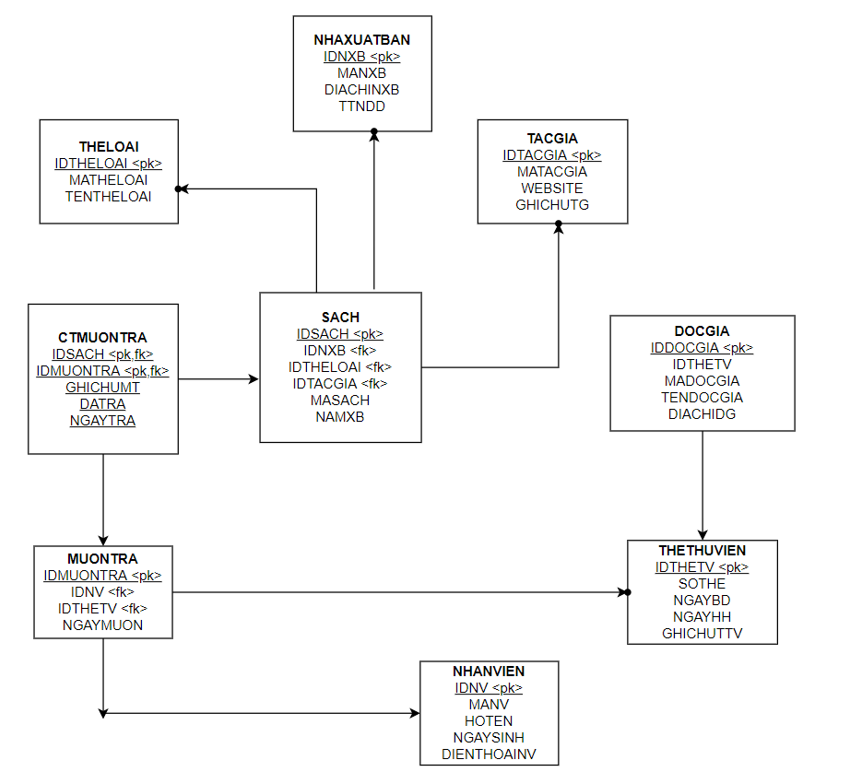 NHAXUATBAN
IDNXB <pk>
MANXB
DIACHINXB
TTNDD
THELOAI
IDTHELOAI <pk>
MATHELOAI
TENTHELOAI
TACGIA
IDTACGIA <pk>
MATACGIA
WEBSITE
GHICHUTG
CTMUONTRA
IDSACH <pk,fk>
IDMUONTRA <pk,fk>
GHICHUMT
DATRA
NGAYTRA
SACH
IDSACH <pk>
IDNXB <fk>
IDTHELOAI <fk>
IDTACGIA <fk>
MASACH
NAMXB
DOCGIA
IDDOCGIA <pk>
IDTHETV
MADOCGIA
TENDOCGIA
DIACHIDG
MUONTRA
IDMUONTRA <pk>
IDNV <fk>
IDTHETV <fk>
NGAYMUON
THETHUVIEN
IDTHETV <pk>
SOTHE
NGAYBD
NGAYHH
GHICHUTTV
NHANVIEN
IDNV <pk>
MANV
HOTEN
NGAYSINH
DIENTHOAINV